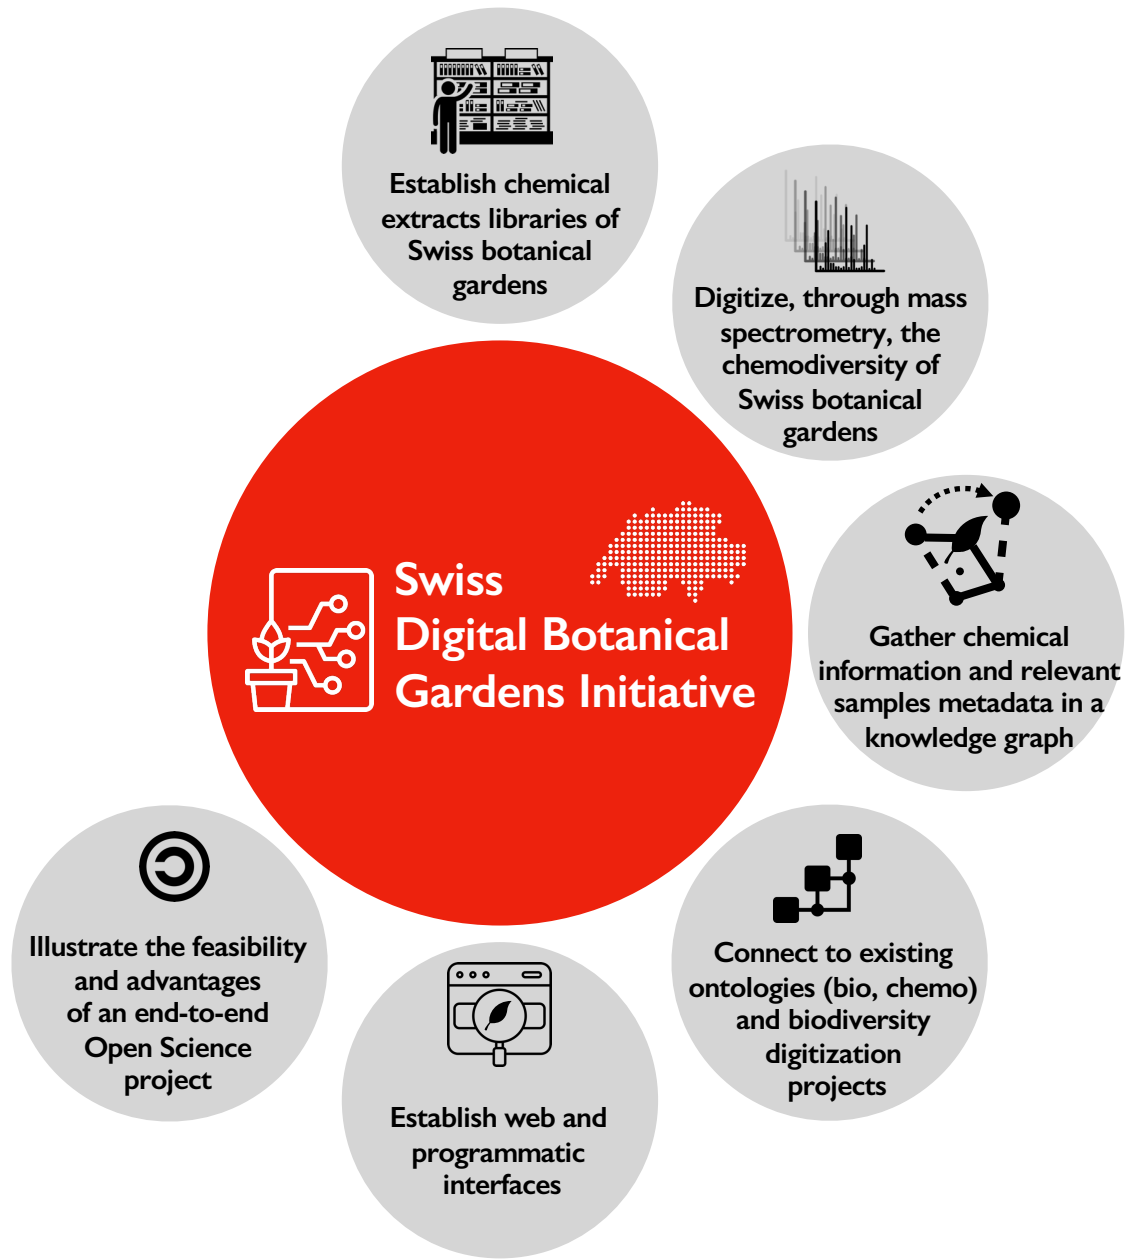 Establish chemical
extracts libraries of
Swiss botanical
gardens
Digitize, through mass
spectrometry, the
chemodiversity of
Swiss botanical
gardens
Gather chemical
information and relevant
samples metadata in a
knowledge graph
Connect to existing
ontologies (bio, chemo)
and biodiversity
digitization
projects
Establish web and
programmatic
interfaces
Illustrate the feasibility
and advantages
of an end-to-end
Open Science
project
Swiss
Digital Botanical
Gardens Initiative